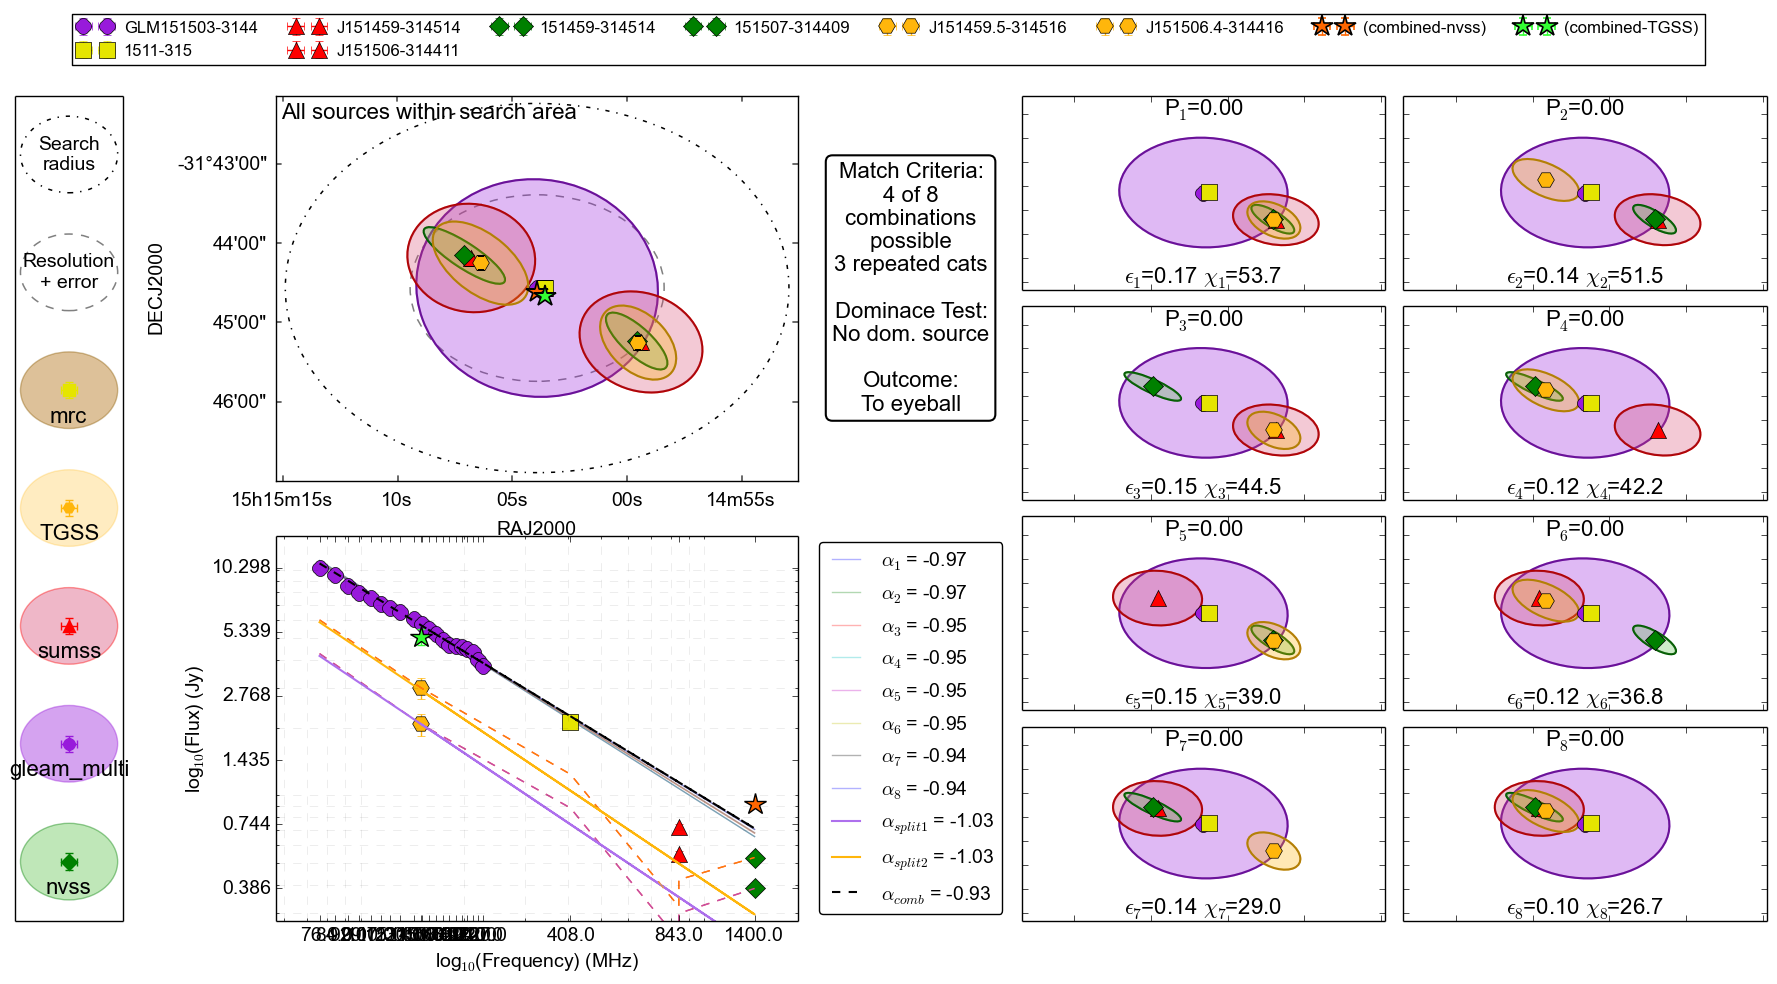 GLM151503-3144
J151459-314514
151459-314514
151507-314409
J151459.5-314516
J151506.4-314416
(combined-nvss)
(combined-TGSS)
1511-315
J151506-314411
Search
radius
Resolution
+ error
mrc
TGSS
sumss
gleam_multi
nvss
All sources within search area
DECJ2000
-31°43'00"
44'00"
45'00"
46'00"
15h15m15s
10s
05s
00s
14m55s
RAJ2000
Match Criteria:
4 of 8
combinations
possible
3 repeated cats
Dominace Test:
No dom. source
Outcome:
To eyeball
log₁₀(Flux) (Jy)
10.298
5.339
2.768
1.435
0.744
0.386
408.0
843.0
1400.0
log₁₀(Frequency) (MHz)
α₁ = -0.97
α₂ = -0.97
α₃ = -0.95
α₄ = -0.95
α₅ = -0.95
α₆ = -0.95
α₇ = -0.94
α₈ = -0.94
α_split1 = -1.03
α_split2 = -1.03
α_comb = -0.93
P₁=0.00
ϵ₁=0.17 χ₁=53.7
P₂=0.00
ϵ₂=0.14 χ₂=51.5
P₃=0.00
ϵ₃=0.15 χ₃=44.5
P₄=0.00
ϵ₄=0.12 χ₄=42.2
P₅=0.00
ϵ₅=0.15 χ₅=39.0
P₆=0.00
ϵ₆=0.12 χ₆=36.8
P₇=0.00
ϵ₇=0.14 χ₇=29.0
P₈=0.00
ϵ₈=0.10 χ₈=26.7